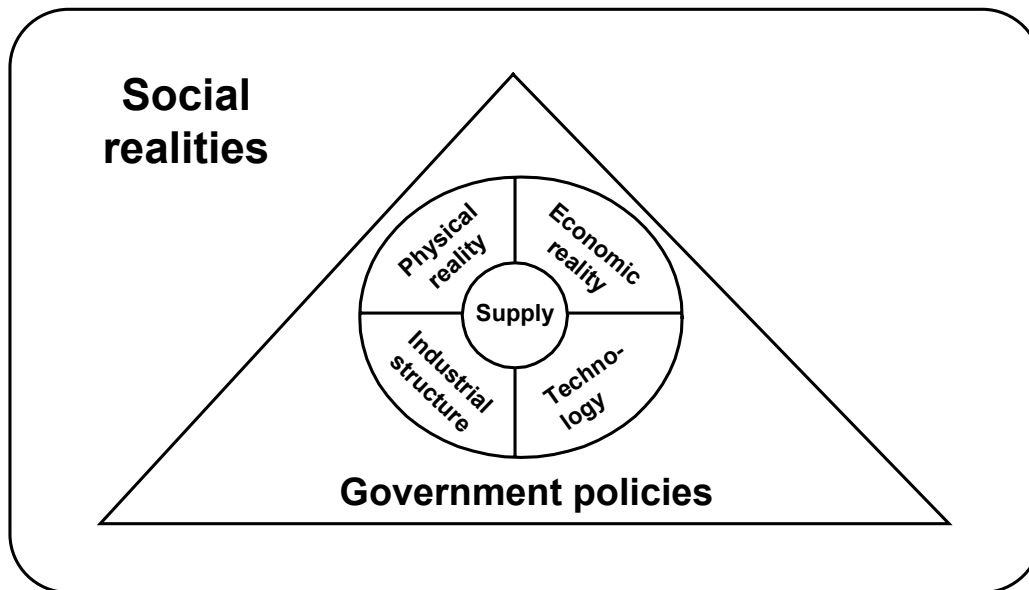 Social
realities
Physical
reality
Economic
reality
Supply
Industrial
structure
Techno-
logy
Government policies